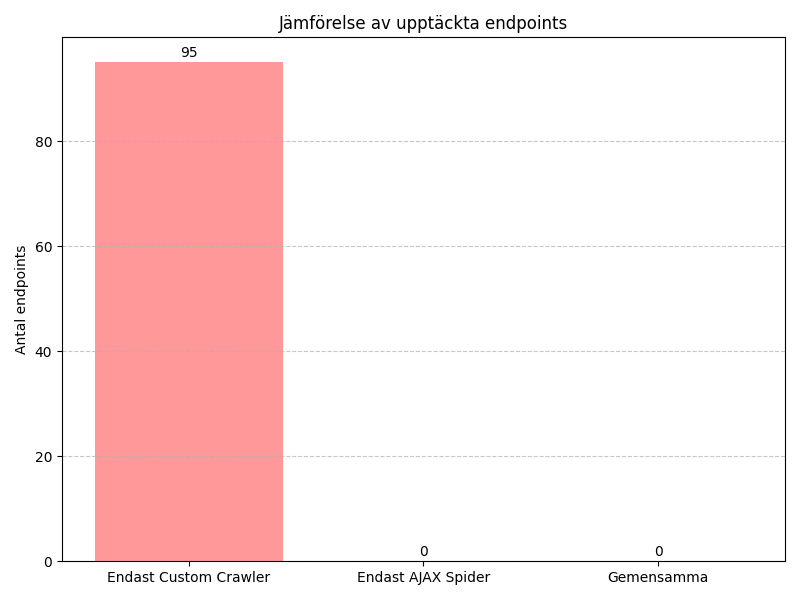 Jämförelse av upptäckta endpoints
95
0
0
Antal endpoints
80
60
40
20
0
Endast Custom Crawler
Endast AJAX Spider
Gemensamma